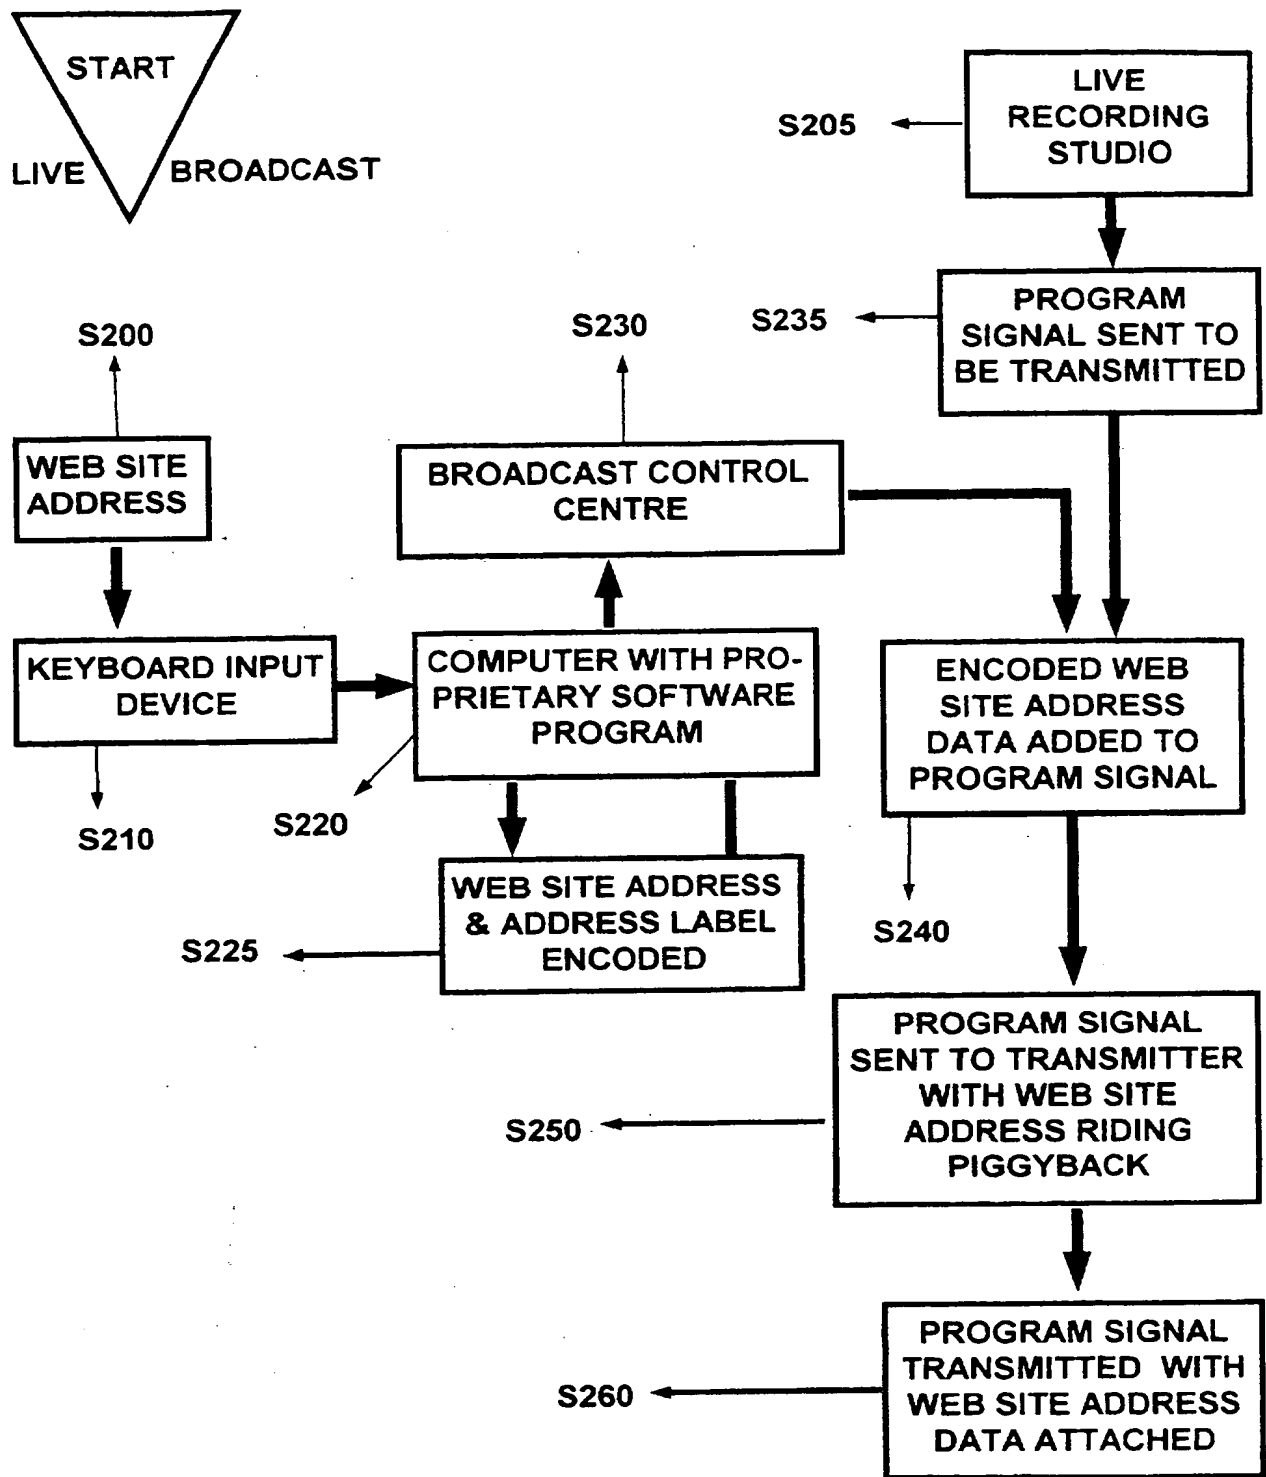 START
LIVE BROADCAST
LIVE
RECORDING
STUDIO
S205
PROGRAM
SIGNAL SENT TO
BE TRANSMITTED
S235
S200
S230
WEB SITE
ADDRESS
BROADCAST CONTROL
CENTRE
KEYBOARD INPUT
DEVICE
COMPUTER WITH PRO-
PRIETARY SOFTWARE
PROGRAM
ENCODED WEB
SITE ADDRESS
DATA ADDED TO
PROGRAM SIGNAL
S210
S220
WEB SITE ADDRESS
& ADDRESS LABEL
ENCODED
S225
S240
PROGRAM SIGNAL
SENT TO TRANSMITTER
WITH WEB SITE
ADDRESS RIDING
PIGGYBACK
S250
PROGRAM SIGNAL
TRANSMITTED WITH
WEB SITE ADDRESS
DATA ATTACHED
S260